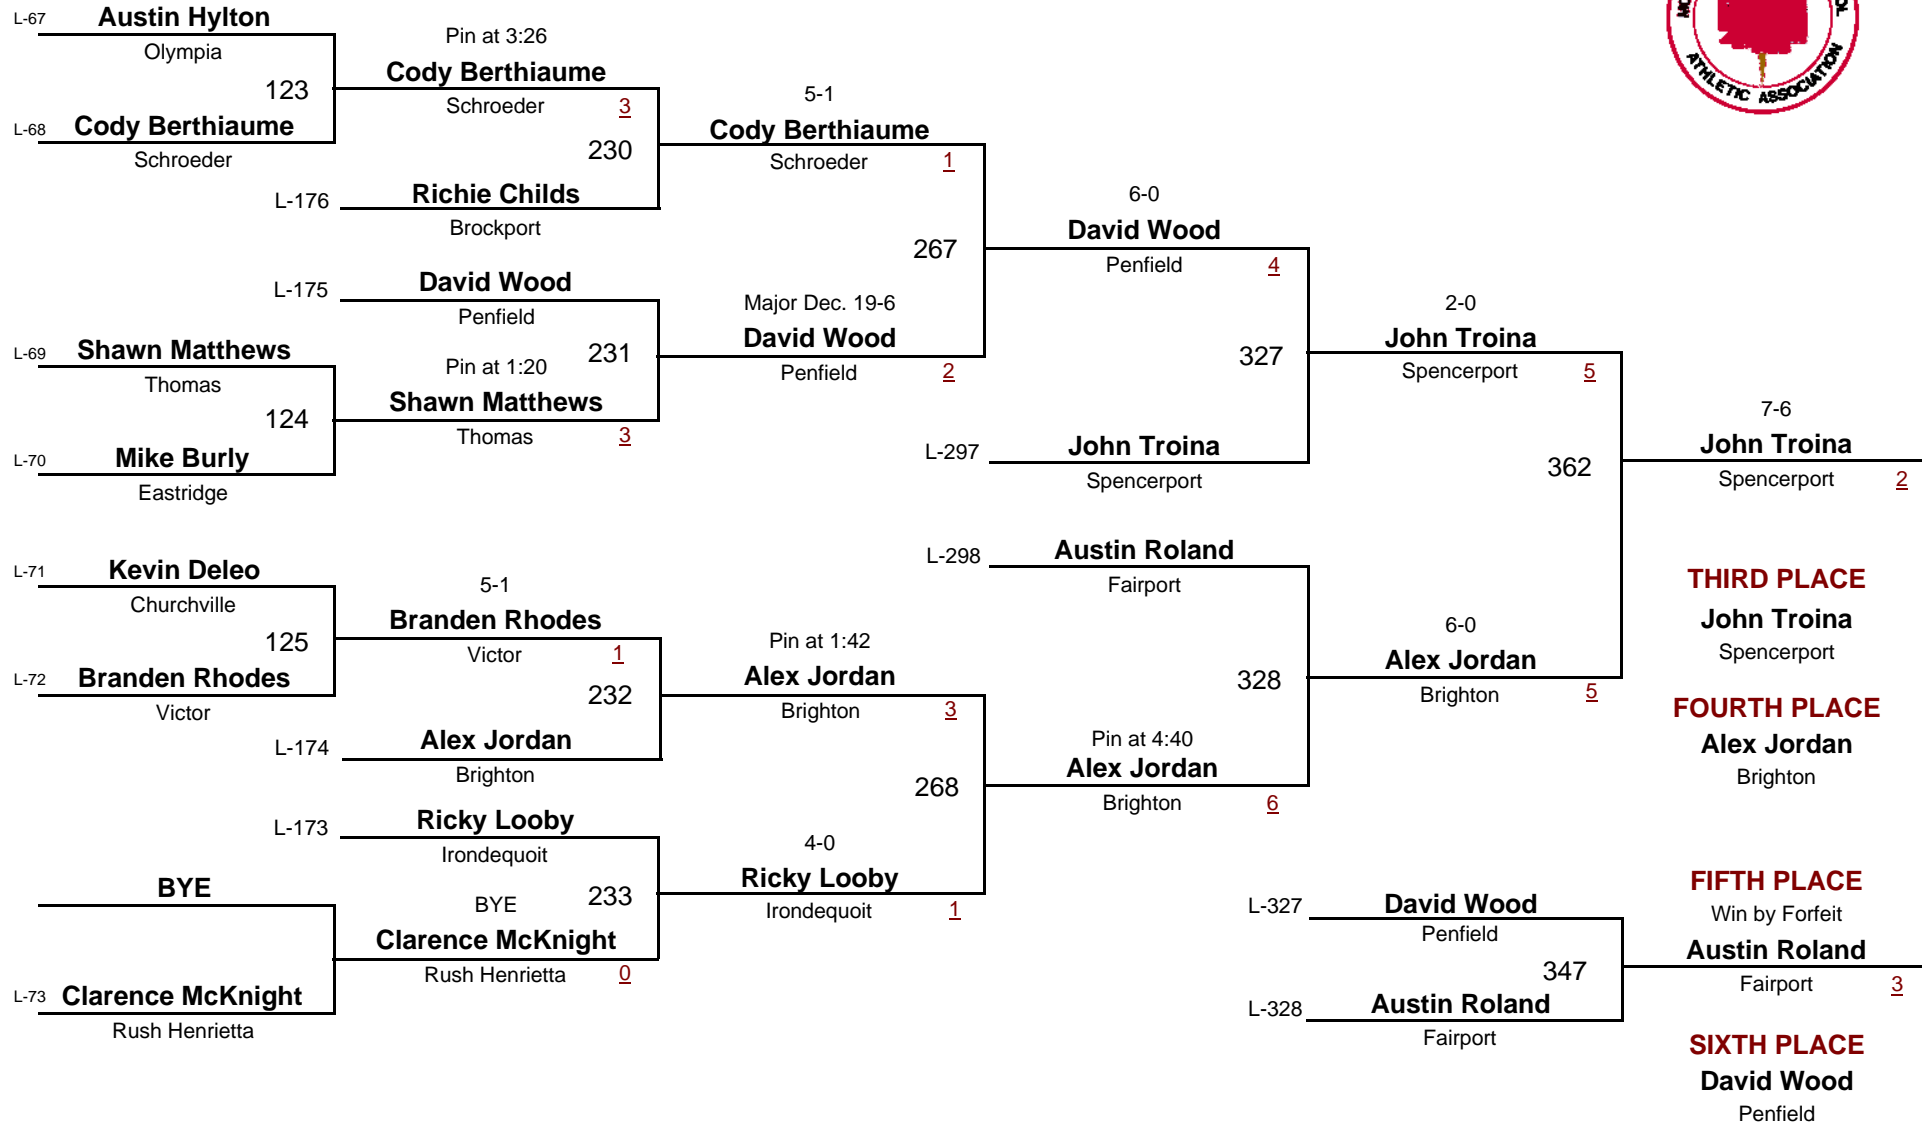 L-67
Austin Hylton
Olympia
123
L-68
Cody Berthiaume
Schroeder
Pin at 3:26
Cody Berthiaume
Schroeder
3
230
L-176
Richie Childs
Brockport
5-1
Cody Berthiaume
Schroeder
1
267
L-175
David Wood
Penfield
231
L-69
Shawn Matthews
Thomas
124
L-70
Mike Burly
Eastridge
Pin at 1:20
Shawn Matthews
Thomas
3
Major Dec. 19-6
David Wood
Penfield
2
6-0
David Wood
Penfield
4
327
L-297
John Troina
Spencerport
2-0
John Troina
Spencerport
5
362
7-6
John Troina
Spencerport
2
L-71
Kevin Deleo
Churchville
125
L-72
Branden Rhodes
Victor
5-1
Branden Rhodes
Victor
1
232
L-174
Alex Jordan
Brighton
Pin at 1:42
Alex Jordan
Brighton
3
268
L-173
Ricky Looby
Irondequoit
233
BYE
L-73
Clarence McKnight
Rush Henrietta
BYE
Clarence McKnight
Rush Henrietta
0
4-0
Ricky Looby
Irondequoit
1
L-298
Austin Roland
Fairport
328
Pin at 4:40
Alex Jordan
Brighton
6
6-0
Alex Jordan
Brighton
5
THIRD PLACE
John Troina
Spencerport
FOURTH PLACE
Alex Jordan
Brighton
L-327
David Wood
Penfield
347
L-328
Austin Roland
Fairport
FIFTH PLACE
Win by Forfeit
Austin Roland
Fairport
3
SIXTH PLACE
David Wood
Penfield
ATHLETIC ASSOCIATION